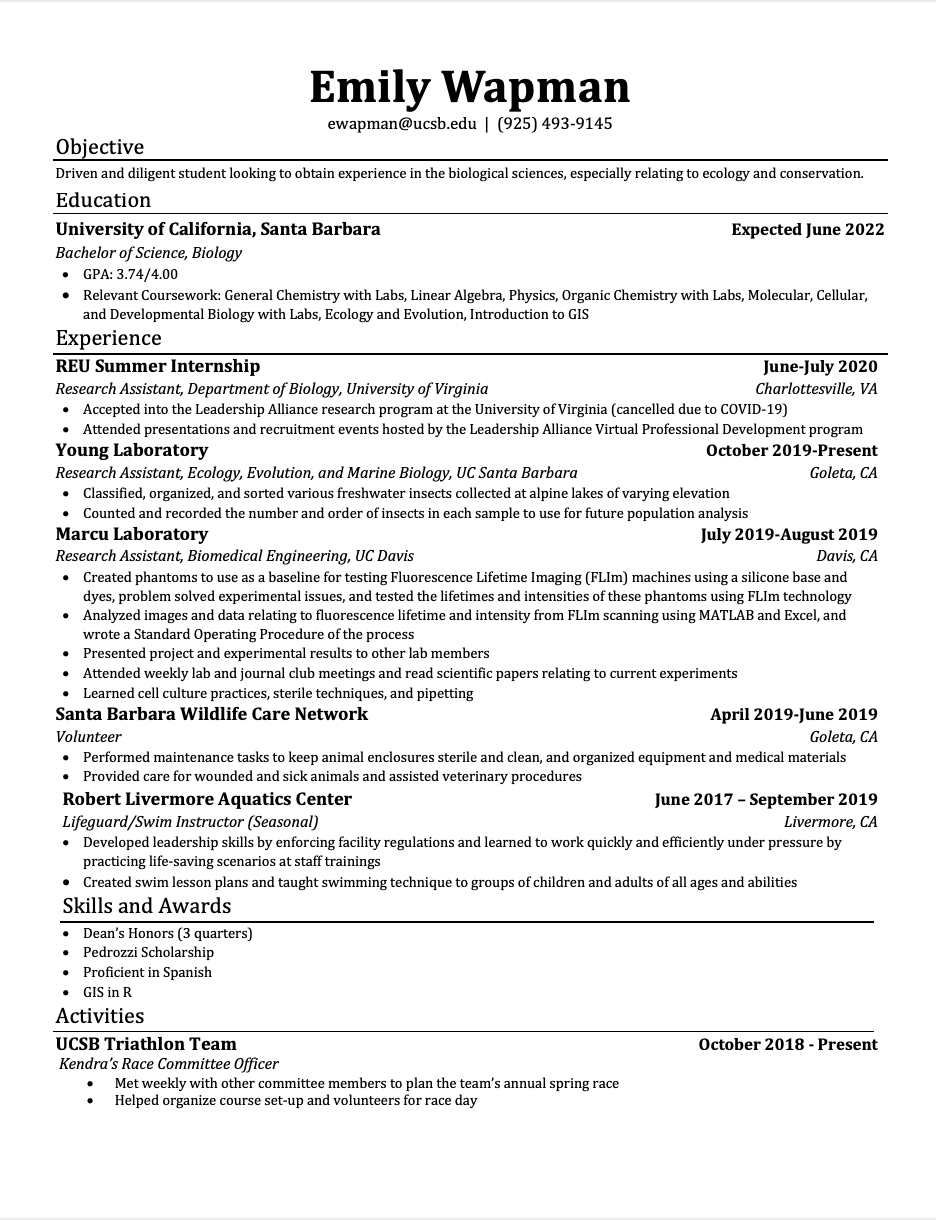 Emily Wapman
ewapman@ucsb.edu | (925) 493-9145
Objective
Driven and diligent student looking to obtain experience in the biological sciences, especially relating to ecology and conservation.
Education
University of California, Santa Barbara Expected June 2022
Bachelor of Science, Biology
• GPA: 3.74/4.00
• Relevant Coursework: General Chemistry with Labs, Linear Algebra, Physics, Organic Chemistry with Labs, Molecular, Cellular,
and Developmental Biology with Labs, Ecology and Evolution, Introduction to GIS
Experience
REU Summer Internship June-July 2020
Research Assistant, Department of Biology, University of Virginia Charlottesville, VA
• Accepted into the Leadership Alliance research program at the University of Virginia (cancelled due to COVID-19)
• Attended presentations and recruitment events hosted by the Leadership Alliance Virtual Professional Development program
Young Laboratory October 2019-Present
Research Assistant, Ecology, Evolution, and Marine Biology, UC Santa Barbara Goleta, CA
• Classified, organized, and sorted various freshwater insects collected at alpine lakes of varying elevation
• Counted and recorded the number and order of insects in each sample to use for future population analysis
Marcu Laboratory July 2019-August 2019
Research Assistant, Biomedical Engineering, UC Davis Davis, CA
• Created phantoms to use as a baseline for testing Fluorescence Lifetime Imaging (FLIm) machines using a silicone base and
dyes, problem solved experimental issues, and tested the lifetimes and intensities of these phantoms using FLIm technology
• Analyzed images and data relating to fluorescence lifetime and intensity from FLIm scanning using MATLAB and Excel, and
wrote a Standard Operating Procedure of the process
• Presented project and experimental results to other lab members
• Attended weekly lab and journal club meetings and read scientific papers relating to current experiments
• Learned cell culture practices, sterile techniques, and pipetting
Santa Barbara Wildlife Care Network April 2019-June 2019
Volunteer Goleta, CA
• Performed maintenance tasks to keep animal enclosures sterile and clean, and organized equipment and medical materials
• Provided care for wounded and sick animals and assisted veterinary procedures
Robert Livermore Aquatics Center June 2017 – September 2019
Lifeguard/Swim Instructor (Seasonal) Livermore, CA
• Developed leadership skills by enforcing facility regulations and learned to work quickly and efficiently under pressure by
practicing life-saving scenarios at staff trainings
• Created swim lesson plans and taught swimming technique to groups of children and adults of all ages and abilities
Skills and Awards
• Dean’s Honors (3 quarters)
• Pedrozzi Scholarship
• Proficient in Spanish
• GIS in R
Activities
UCSB Triathlon Team October 2018 - Present
Kendra’s Race Committee Officer
• Met weekly with other committee members to plan the team’s annual spring race
• Helped organize course set-up and volunteers for race day